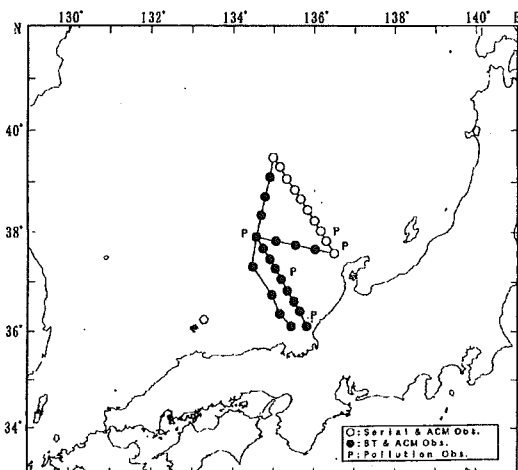 130° 132° 134° 136° 138° 140°
N E
40°
38°
36°
34°
P
P
P
P
P
O:Serial & ACM Obs.
●:BT & ACM Obs.
P:Pollution Obs.